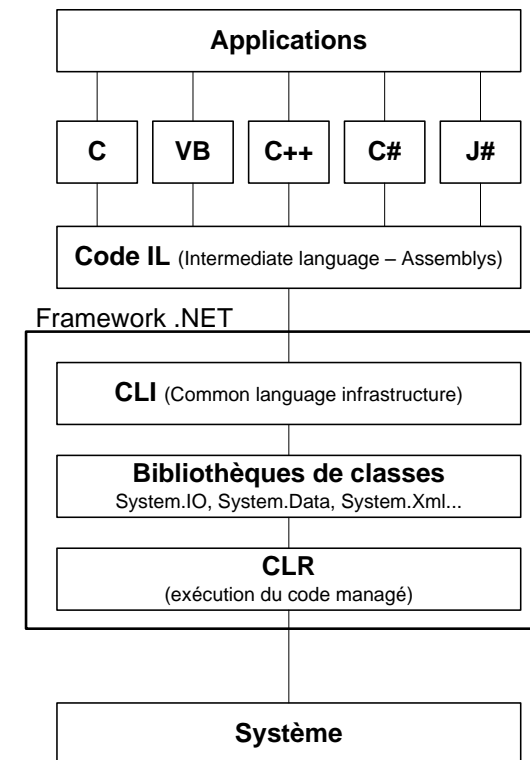 Applications
C VB C++ C# J#
Code IL (Intermediate language – Assemblys)
Framework .NET
CLI (Common language infrastructure)
Bibliothèques de classes
System.IO, System.Data, System.Xml...
CLR
(exécution du code managé)
Système